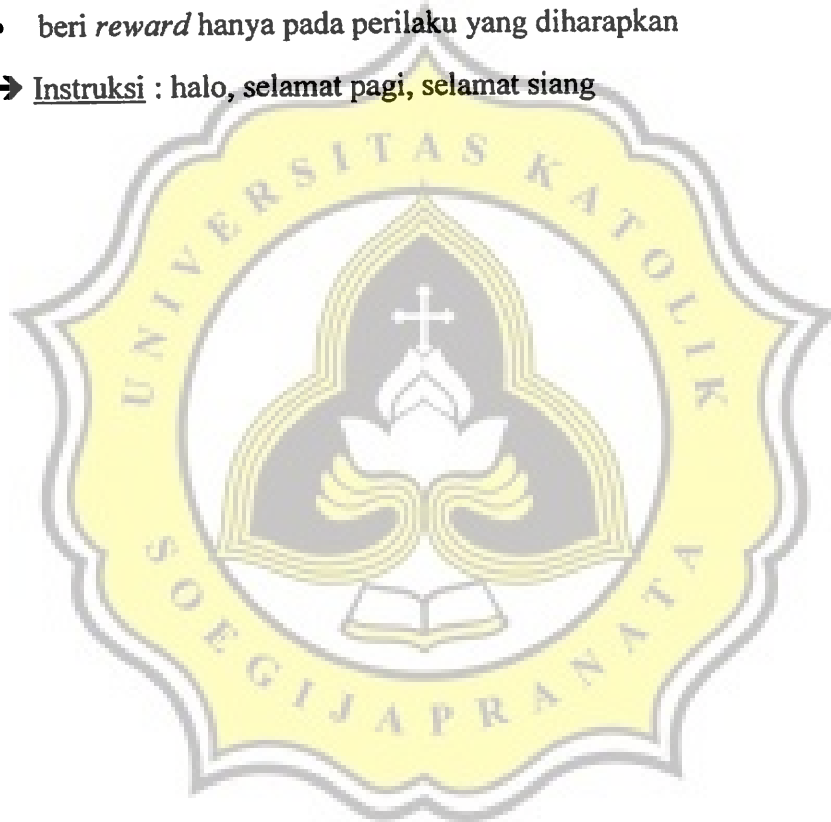 • beri reward hanya pada perilaku yang diharapkan
→ Instruksi : halo, selamat pagi, selamat siang
UNIVERSITAS KATOLIK
SOEGIJAPRANATA